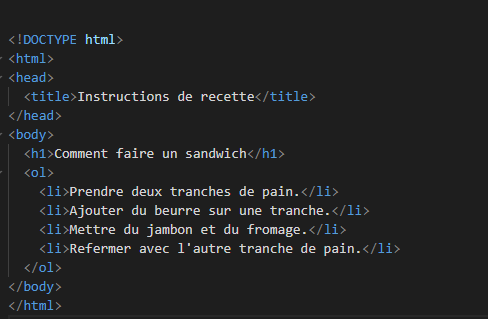 <!DOCTYPE html>
<html>
<head>
  <title>Instructions de recette</title>
</head>
<body>
  <h1>Comment faire un sandwich</h1>
  <ol>
    <li>Prendre deux tranches de pain.</li>
    <li>Ajouter du beurre sur une tranche.</li>
    <li>Mettre du jambon et du fromage.</li>
    <li>Refermer avec l'autre tranche de pain.</li>
  </ol>
</body>
</html>